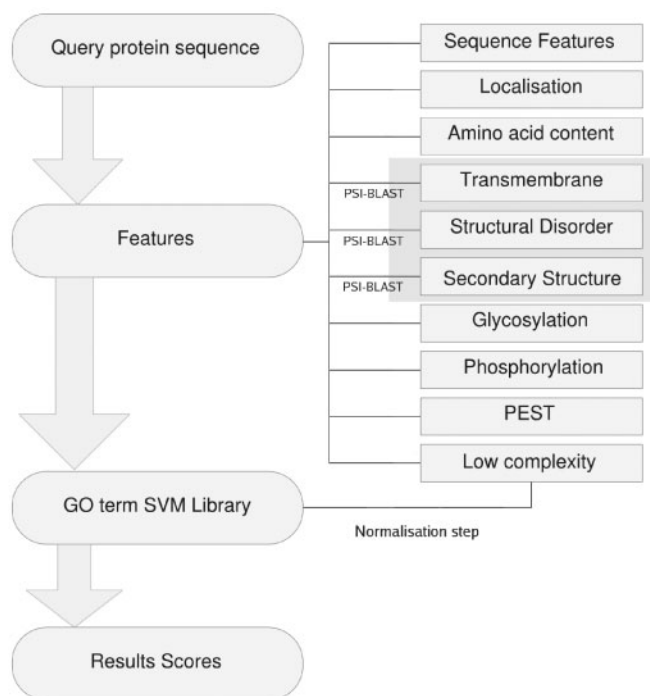 Query protein sequence
Features
GO term SVM Library
Results Scores
Sequence Features
Localisation
Amino acid content
PSI-BLAST
Transmembrane
PSI-BLAST
Structural Disorder
PSI-BLAST
Secondary Structure
Glycosylation
Phosphorylation
PEST
Low complexity
Normalisation step